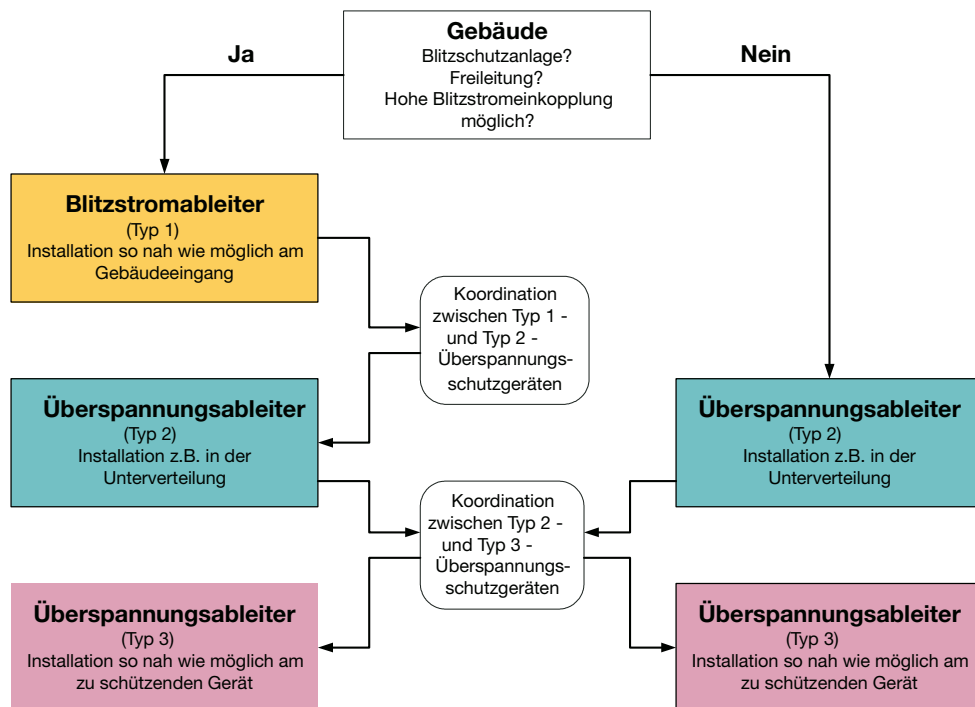 Gebäude
Blitzschutzanlage?
Freileitung?
Hohe Blitzstromeinkopplung
möglich?
Ja
Nein
Blitzstromableiter
(Typ 1)
Installation so nah wie möglich am
Gebäudeeingang
Koordination
zwischen Typ 1 -
und Typ 2 -
Überspannungs-
schutzgeräten
Überspannungsableiter
(Typ 2)
Installation z.B. in der
Unterverteilung
Überspannungsableiter
(Typ 2)
Installation z.B. in der
Unterverteilung
Koordination
zwischen Typ 2 -
und Typ 3 -
Überspannungs-
schutzgeräten
Überspannungsableiter
(Typ 3)
Installation so nah wie möglich am
zu schützenden Gerät
Überspannungsableiter
(Typ 3)
Installation so nah wie möglich am
zu schützenden Gerät